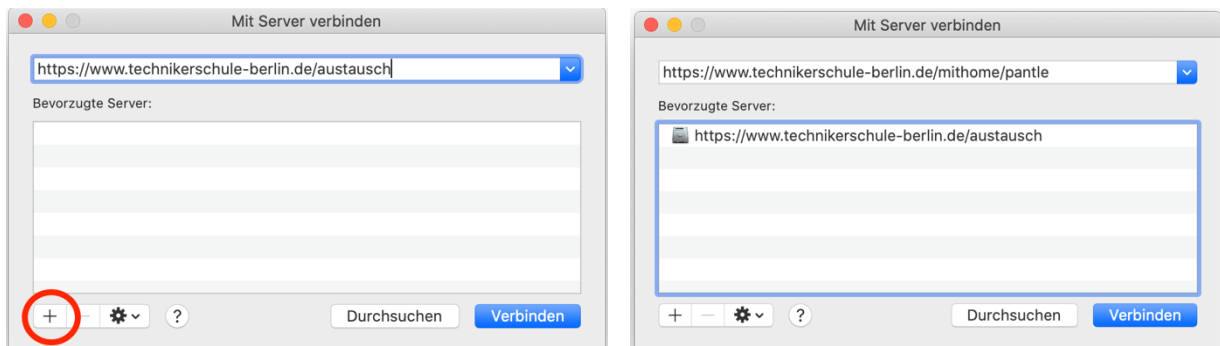 Mit Server verbinden
https://www.technikerschule-berlin.de/austausch
Bevorzugte Server:
+ − ?
Durchsuchen
Verbinden
Mit Server verbinden
https://www.technikerschule-berlin.de/mithome/pantle
Bevorzugte Server:
https://www.technikerschule-berlin.de/austausch
+ − ?
Durchsuchen
Verbinden